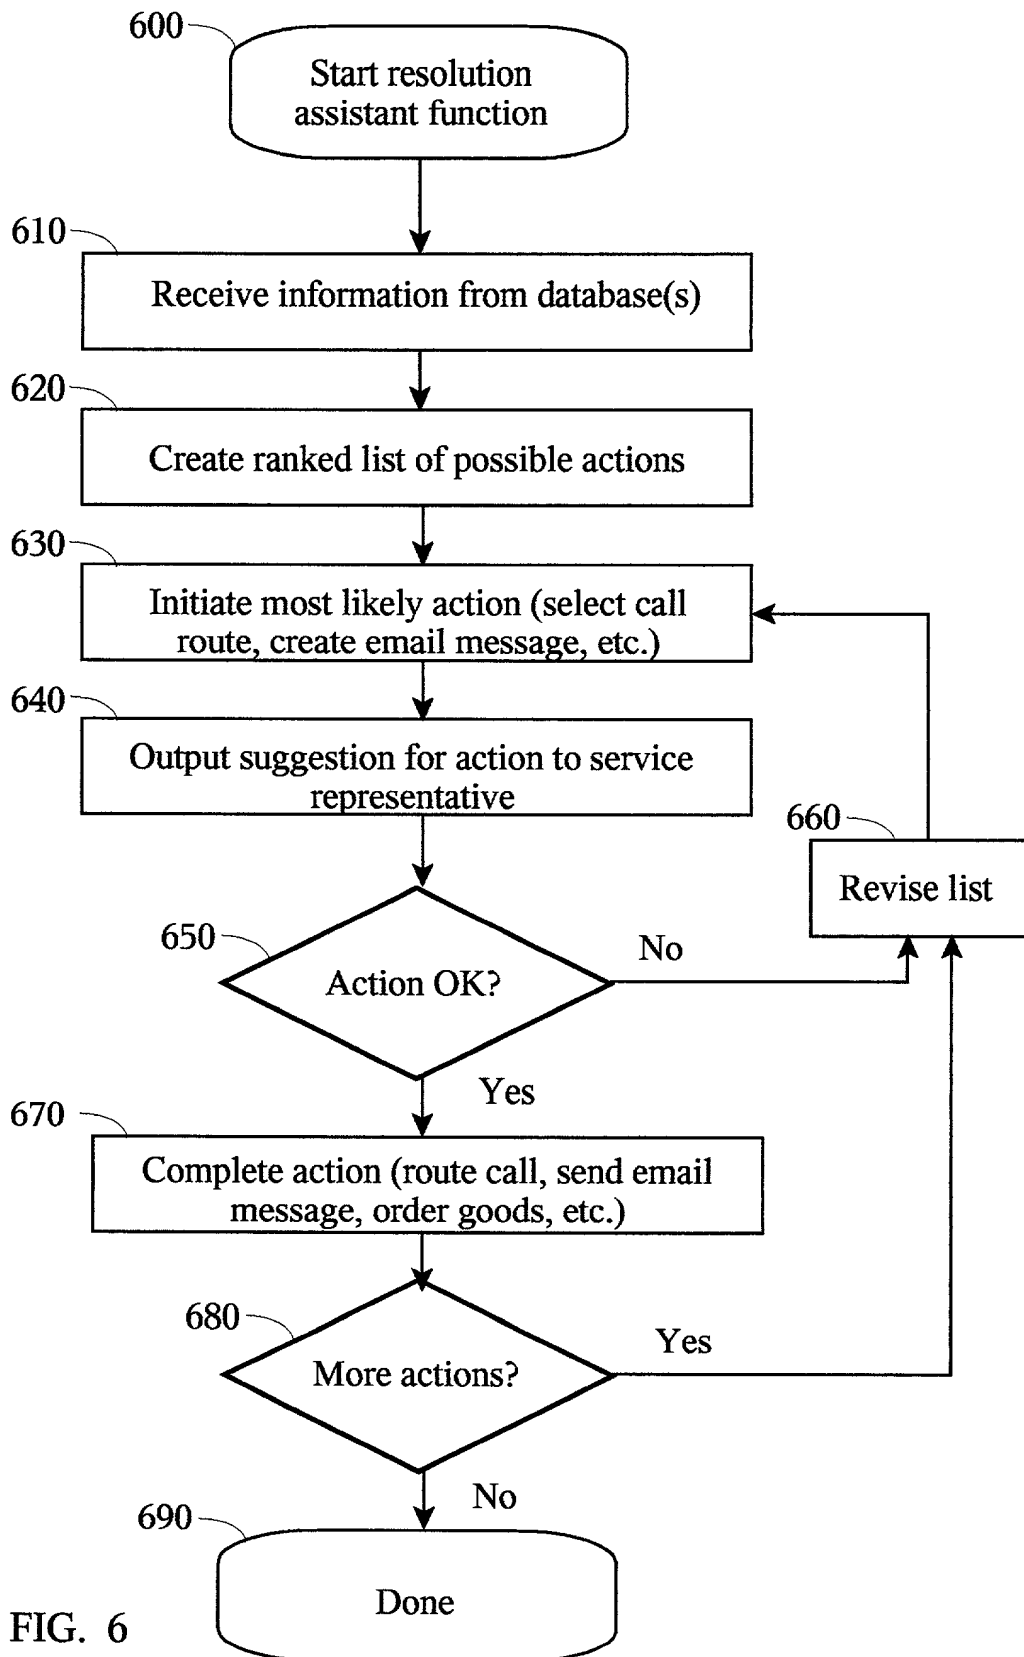 600
Start resolution
assistant function
610
Receive information from database(s)
620
Create ranked list of possible actions
630
Initiate most likely action (select call
route, create email message, etc.)
640
Output suggestion for action to service
representative
660
Revise list
650
Action OK?
No
Yes
670
Complete action (route call, send email
message, order goods, etc.)
680
More actions?
Yes
No
690
Done
FIG. 6